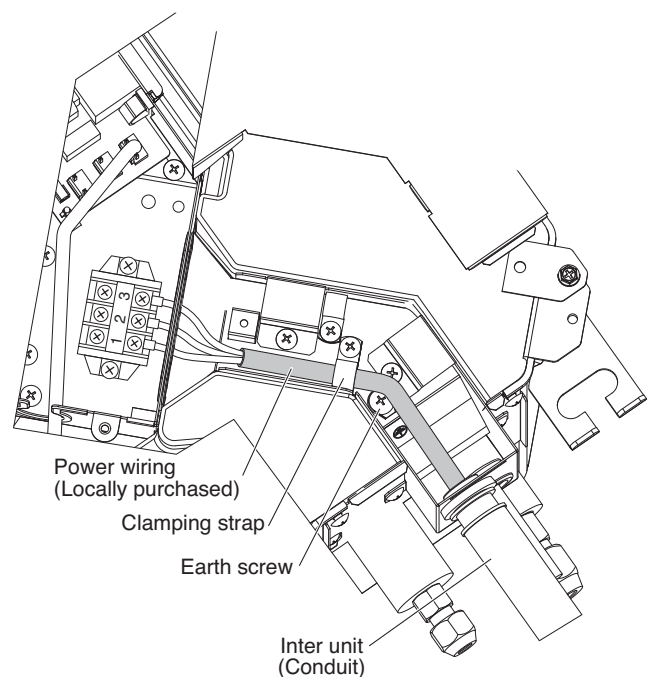 3
2
1
Power wiring
(Locally purchased)
Clamping strap
Earth screw
Inter unit
(Conduit)